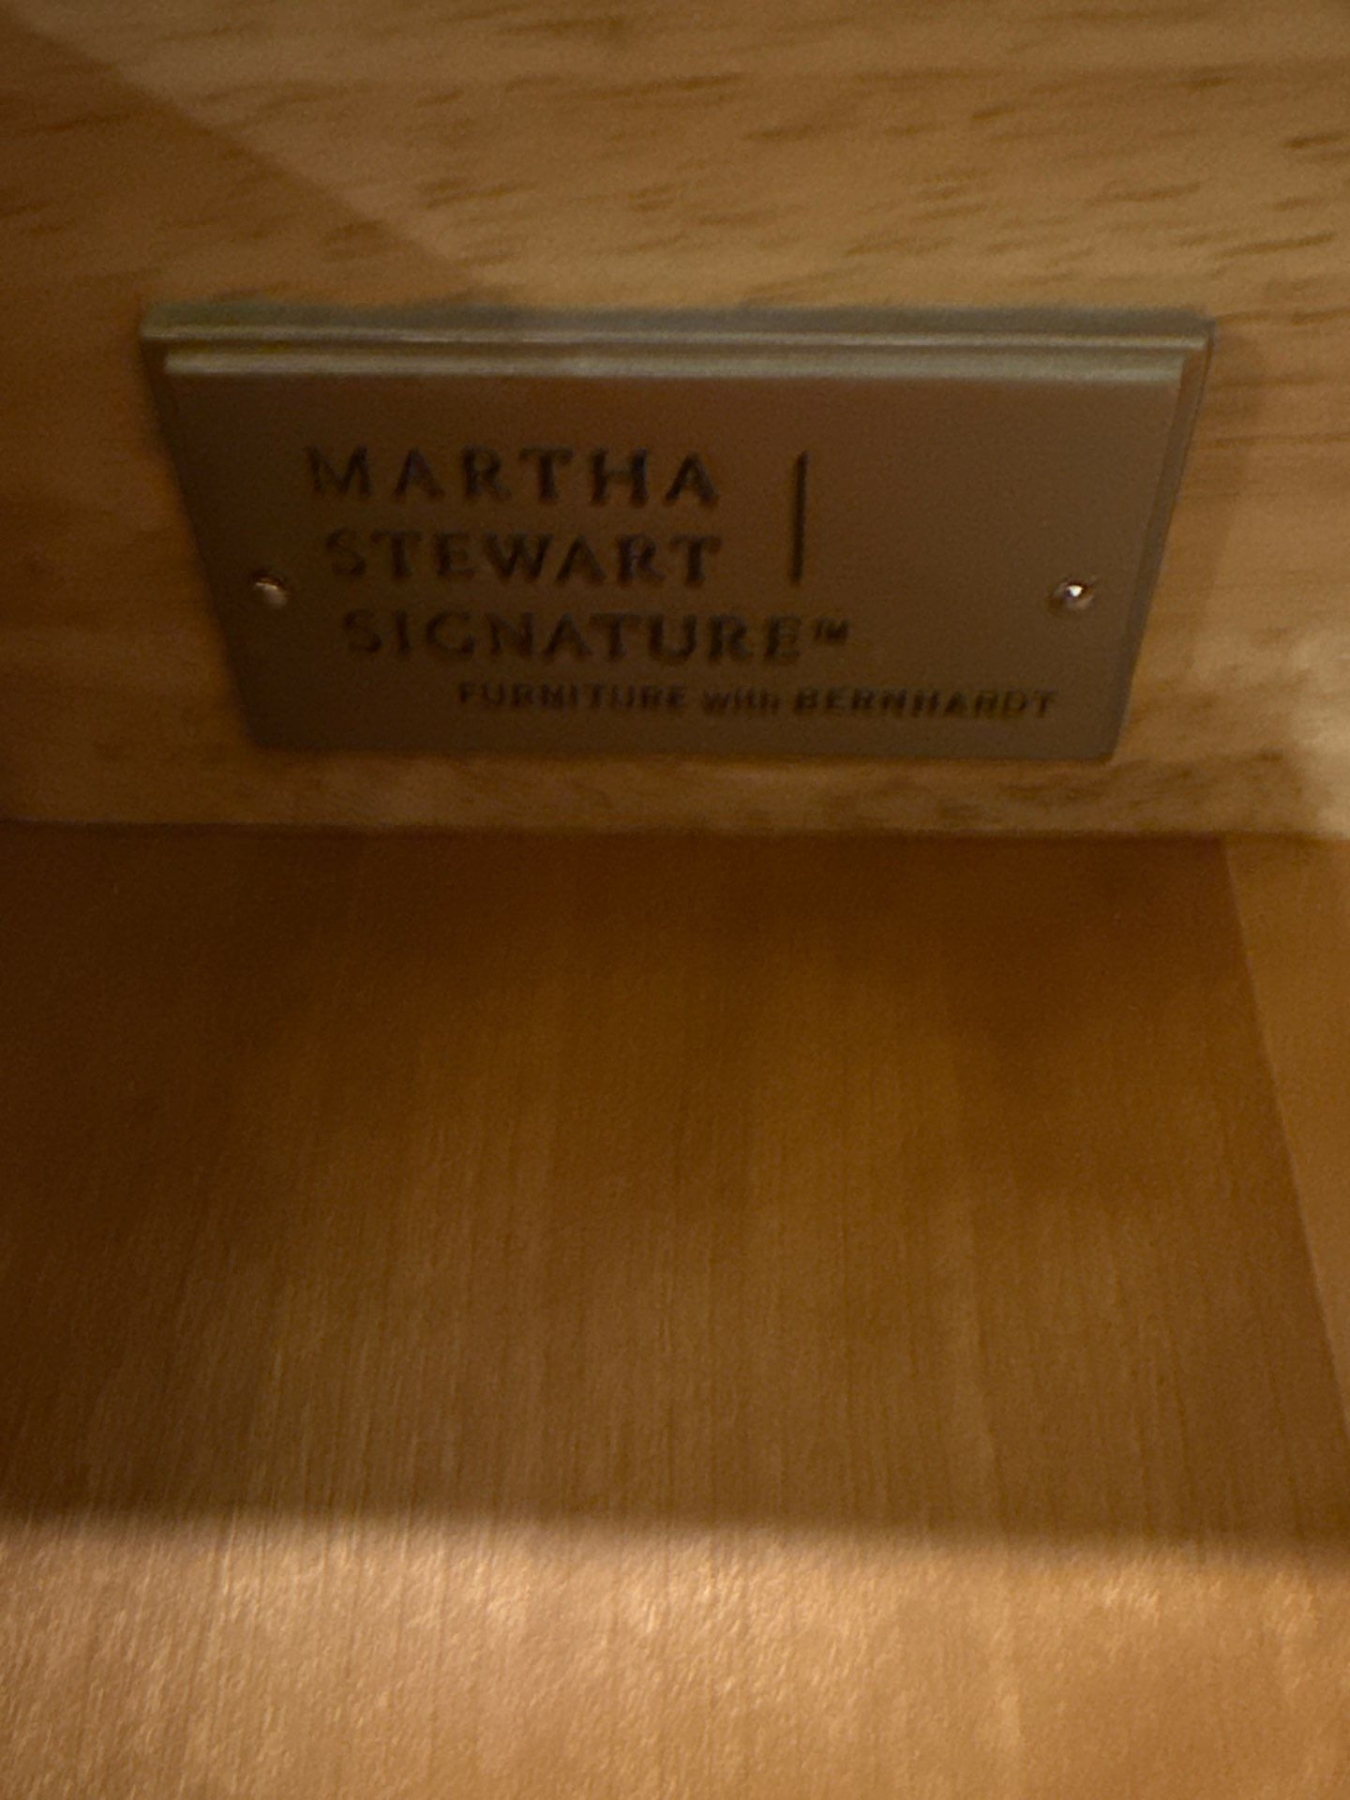 MARTHA
STEWART
SIGNATURE™
FURNITURE with BERNHARDT